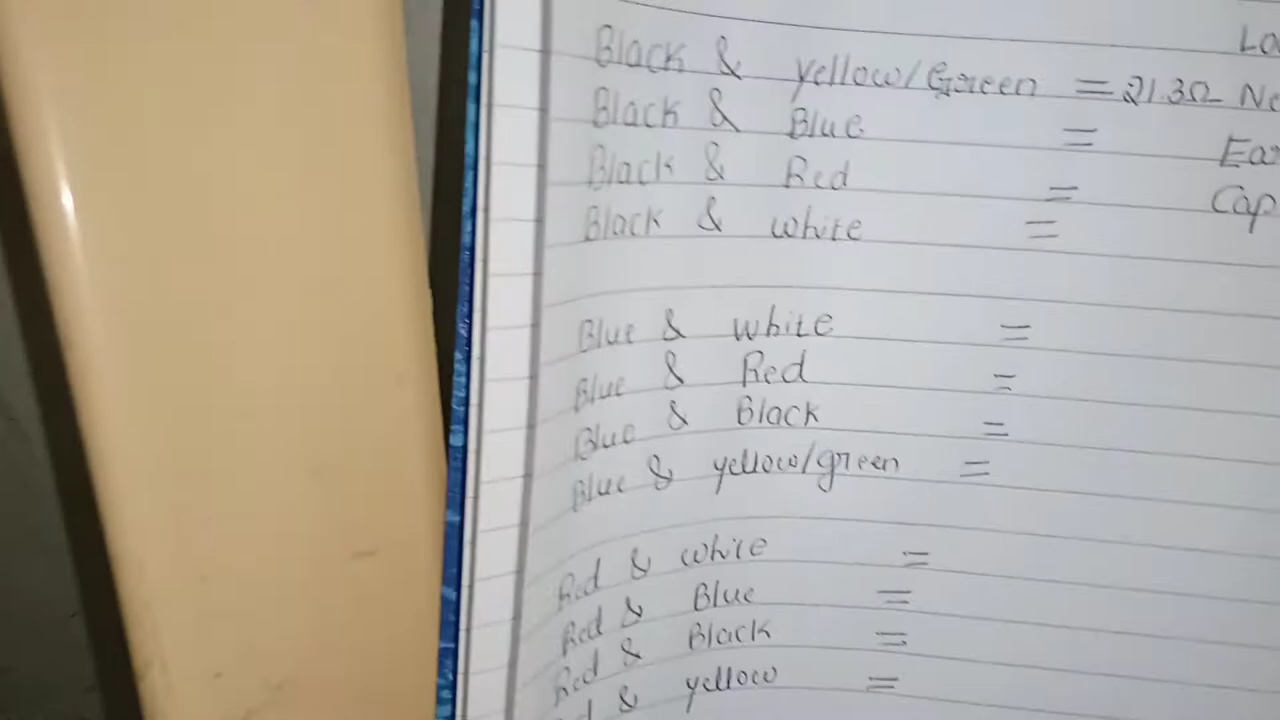 Black & yellow/Green = 21.3Ω
Black & Blue =
Black & Red =
Black & white =
Blue & white =
Blue & Red =
Blue & Black =
Blue & yellow/green =
Red & white =
Red & Blue =
Red & Black =
& yellow =